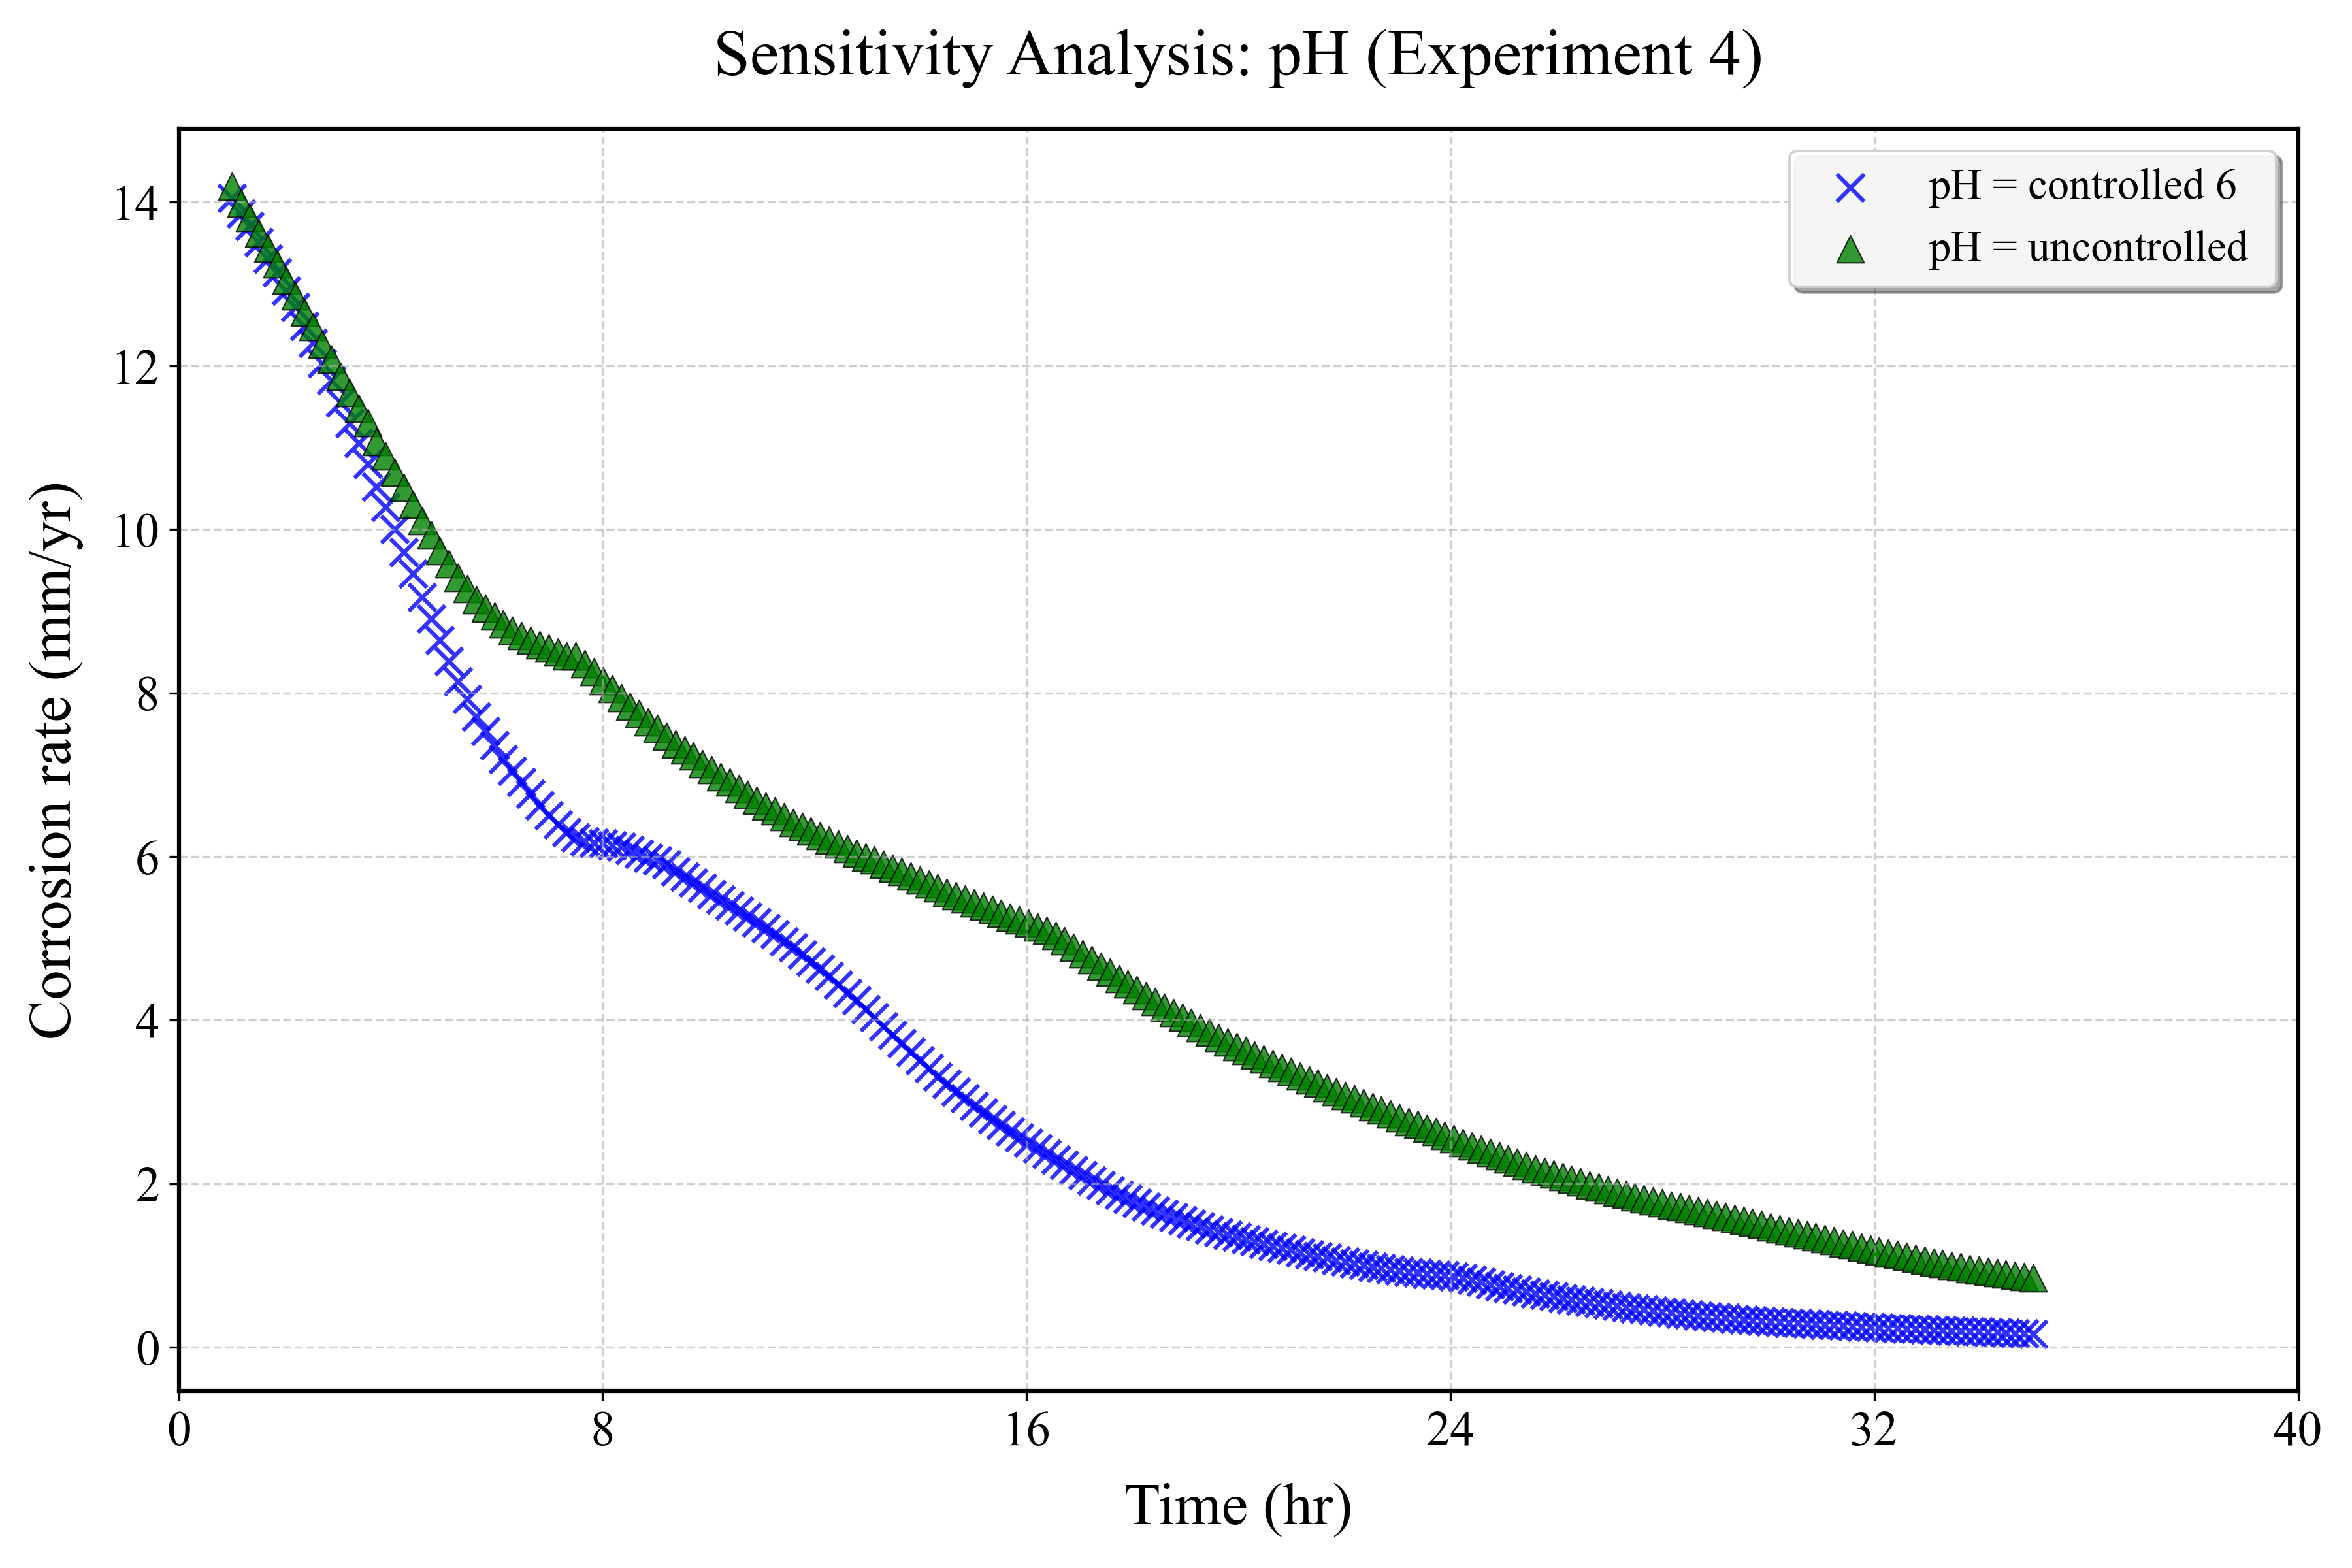 Sensitivity Analysis: pH (Experiment 4)
pH = controlled 6
pH = uncontrolled
Corrosion rate (mm/yr)
14
12
10
8
6
4
2
0
0
8
16
24
32
40
Time (hr)